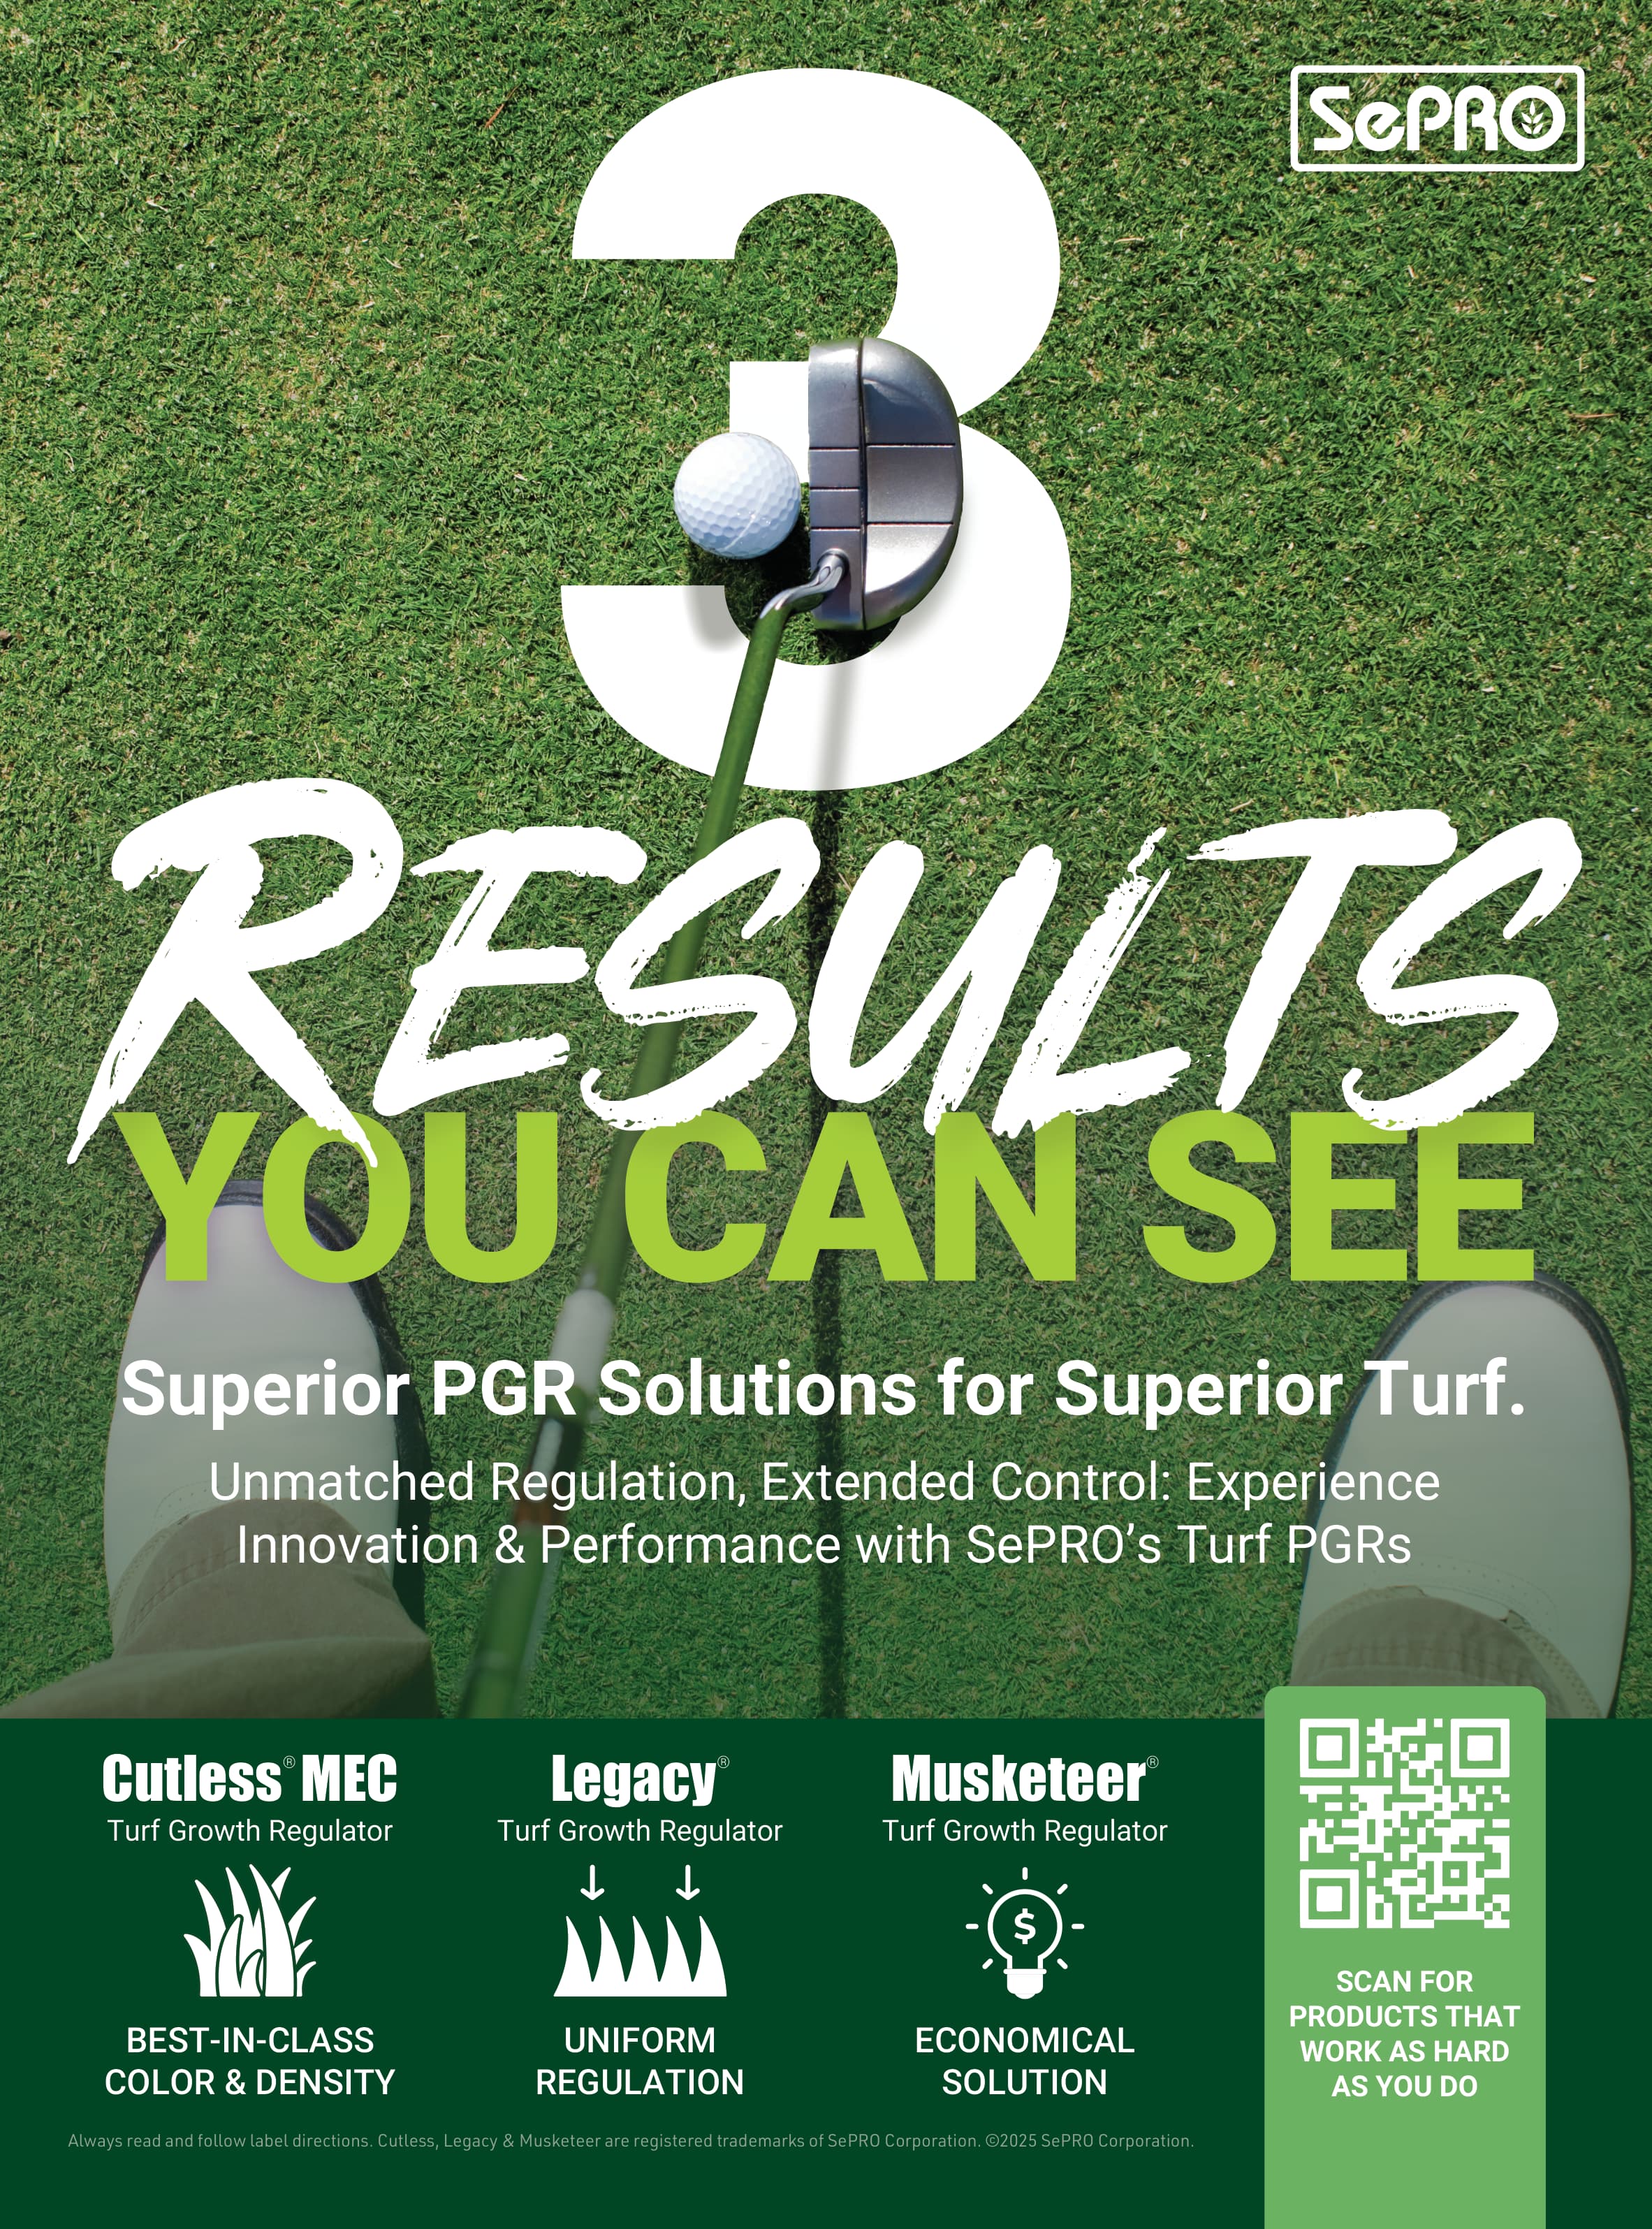 SePRO
3
RESULTS
YOU CAN SEE
Superior PGR Solutions for Superior Turf.
Unmatched Regulation, Extended Control: Experience
Innovation & Performance with SePRO’s Turf PGRs
Cutless® MEC
Turf Growth Regulator
BEST-IN-CLASS
COLOR & DENSITY
Legacy®
Turf Growth Regulator
UNIFORM
REGULATION
Musketeer®
Turf Growth Regulator
$
ECONOMICAL
SOLUTION
SCAN FOR
PRODUCTS THAT
WORK AS HARD
AS YOU DO
Always read and follow label directions. Cutless, Legacy & Musketeer are registered trademarks of SePRO Corporation. ©2025 SePRO Corporation.